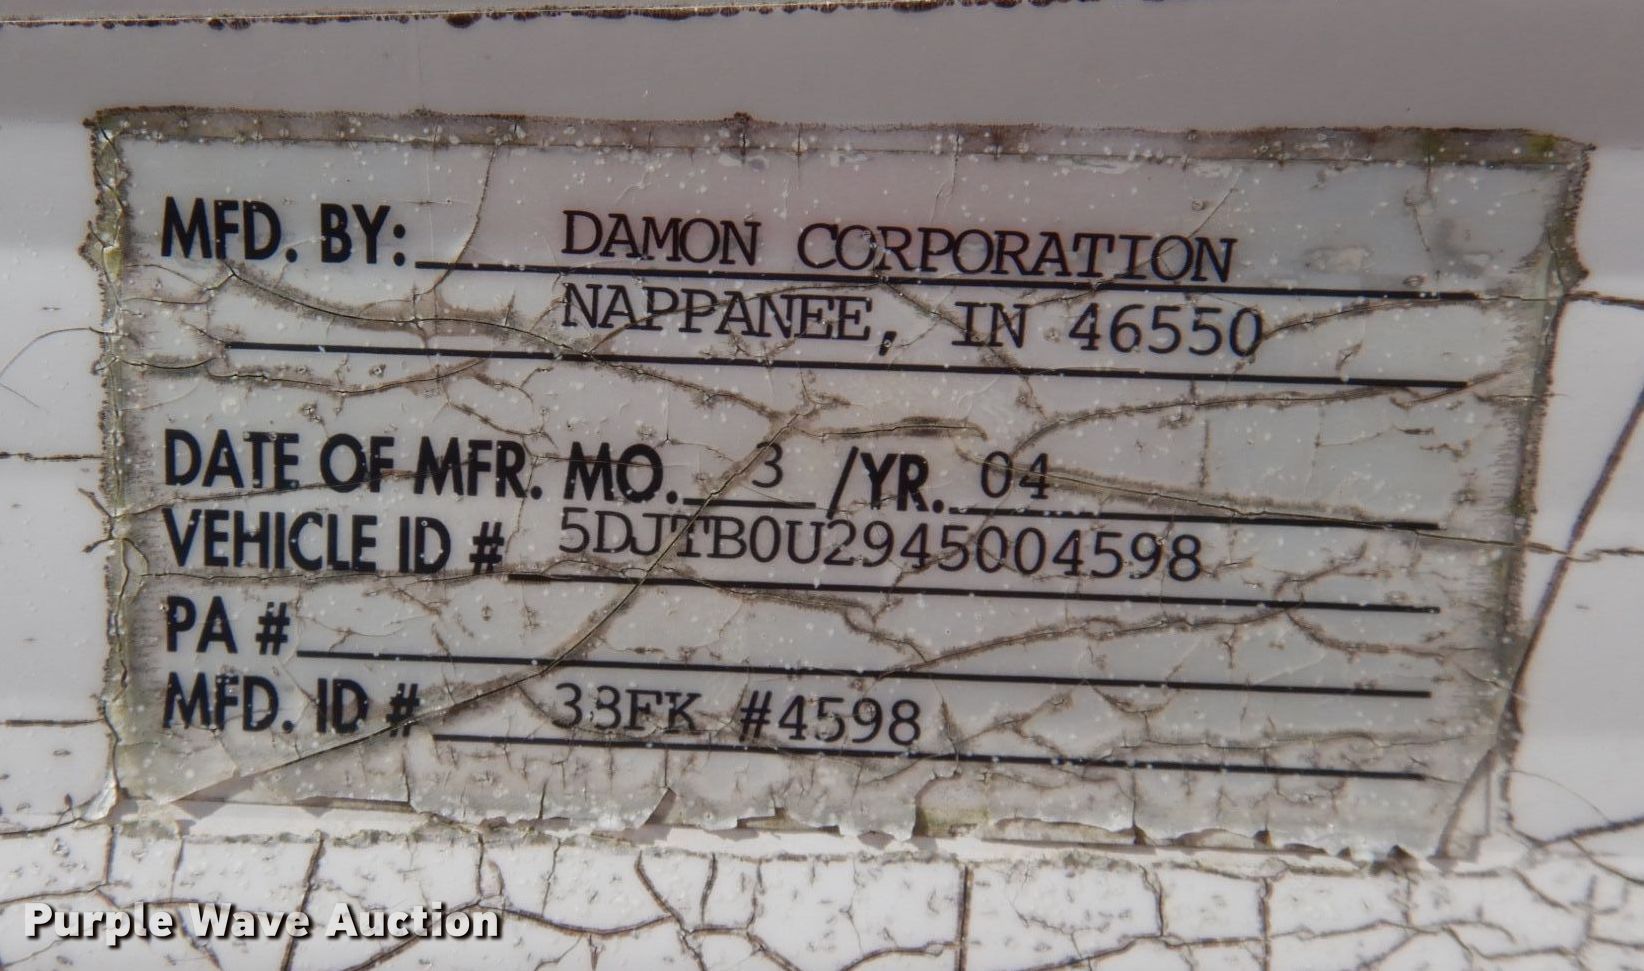 MFD. BY: DAMON CORPORATION
NAPPANEE, IN 46550
DATE OF MFR. MO. 3 /YR. 04
VEHICLE ID # 5DJTB0U2945004598
PA #
MFD. ID # 38FK #4598
Purple Wave Auction